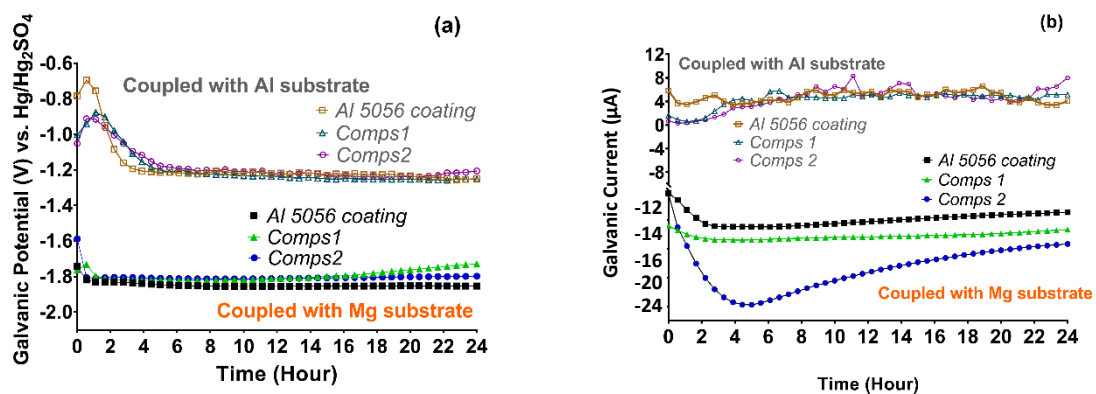 (a)
Galvanic Potential (V) vs. Hg/Hg2SO4
-0.6
-0.8
-1.0
-1.2
-1.4
-1.6
-1.8
-2.0
Coupled with Al substrate
Al 5056 coating
Comps1
Comps2
Al 5056 coating
Comps1
Comps2
Coupled with Mg substrate
0 2 4 6 8 10 12 14 16 18 20 22 24
Time (Hour)
(b)
Galvanic Current (μA)
12
8
4
0
-4
-8
-12
-14
-16
-20
-24
Coupled with Al substrate
Al 5056 coating
Comps 1
Comps 2
Al 5056 coating
Comps 1
Comps 2
Coupled with Mg substrate
0 2 4 6 8 10 12 14 16 18 20 22 24
Time (Hour)